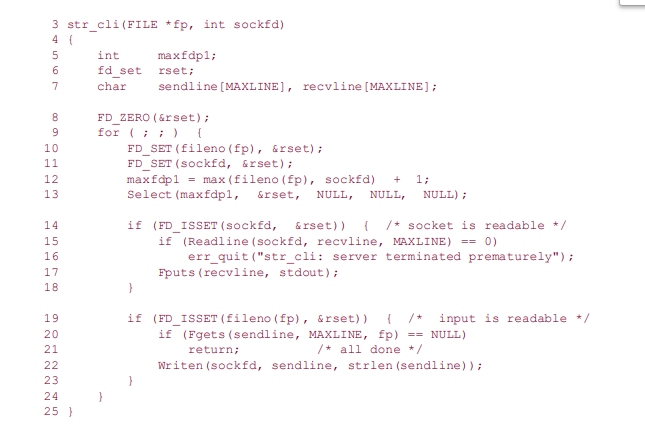 3 str_cli(FILE *fp, int sockfd)
4 {
5     int     maxfdp1;
6     fd_set  rset;
7     char    sendline[MAXLINE], recvline[MAXLINE];
8     FD_ZERO(&rset);
9     for ( ; ; ) {
10         FD_SET(fileno(fp), &rset);
11         FD_SET(sockfd, &rset);
12         maxfdp1 = max(fileno(fp), sockfd) + 1;
13         Select(maxfdp1, &rset, NULL, NULL, NULL);
14         if (FD_ISSET(sockfd, &rset)) { /* socket is readable */
15             if (Readline(sockfd, recvline, MAXLINE) == 0)
16                 err_quit("str_cli: server terminated prematurely");
17             Fputs(recvline, stdout);
18         }
19         if (FD_ISSET(fileno(fp), &rset)) { /* input is readable */
20             if (Fgets(sendline, MAXLINE, fp) == NULL)
21                 return;          /* all done */
22             Writen(sockfd, sendline, strlen(sendline));
23         }
24     }
25 }